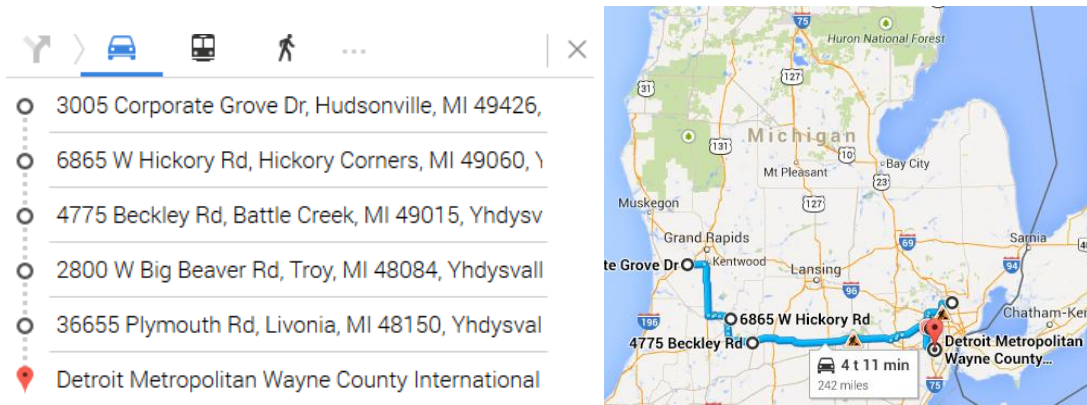 3005 Corporate Grove Dr, Hudsonville, MI 49426,
6865 W Hickory Rd, Hickory Corners, MI 49060, Y
4775 Beckley Rd, Battle Creek, MI 49015, Yhdysv
2800 W Big Beaver Rd, Troy, MI 48084, Yhdysvall
36655 Plymouth Rd, Livonia, MI 48150, Yhdysval
Detroit Metropolitan Wayne County International
75
Huron National Forest
127
31
Michigan
131
10
Bay City
Mt Pleasant
23
Muskegon
127
Grand Rapids
69
Sarnia
te Grove Dr
Kentwood
Lansing
94
96
196
6865 W Hickory Rd
Chatham-Ken
4775 Beckley Rd
Detroit Metropolitan
Wayne County...
4 t 11 min
242 miles
75